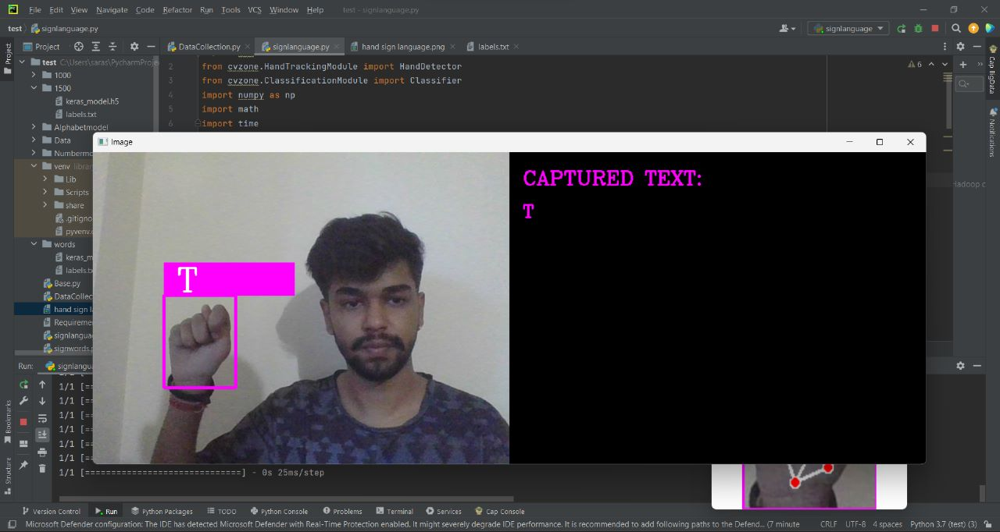 File Edit View Navigate Code Refactor Run Tools VCS Window Help test - signlanguage.py
test signlanguage.py signlanguage
Project DataCollection.py signlanguage.py hand sign language.png labels.txt
Project
test C:\Users\saras\PycharmProje
1000
1500
keras_model.h5
labels.txt
Alphabetmodel
Data
Numbermo
venv library
Lib
Scripts
share
.gitigno
pyvenv.c
words
keras_m
labels.tx
Base.py
DataCollec
hand sign la
Requireme
signlangua
signwords.p
2 from cvzone.HandTrackingModule import HandDetector
3 from cvzone.ClassificationModule import Classifier
4 import numpy as np
5 import math
6 import time
6
Cap BigData
Notifications
Hadoop c
Image
T
CAPTURED TEXT:
T
Run: signlangua
1/1 [==
1/1 [==
1/1 [==
1/1 [==
1/1 [==
1/1 [==
1/1 [==============================] - 0s 25ms/step
Bookmarks
Structure
Version Control Run Python Packages TODO Python Console Problems Terminal Services Cap Console
Microsoft Defender configuration: The IDE has detected Microsoft Defender with Real-Time Protection enabled. It might severely degrade IDE performance. It is recommended to add following paths to the Defend... (7 minute CRLF UTF-8 4 spaces Python 3.7 (test) (3)